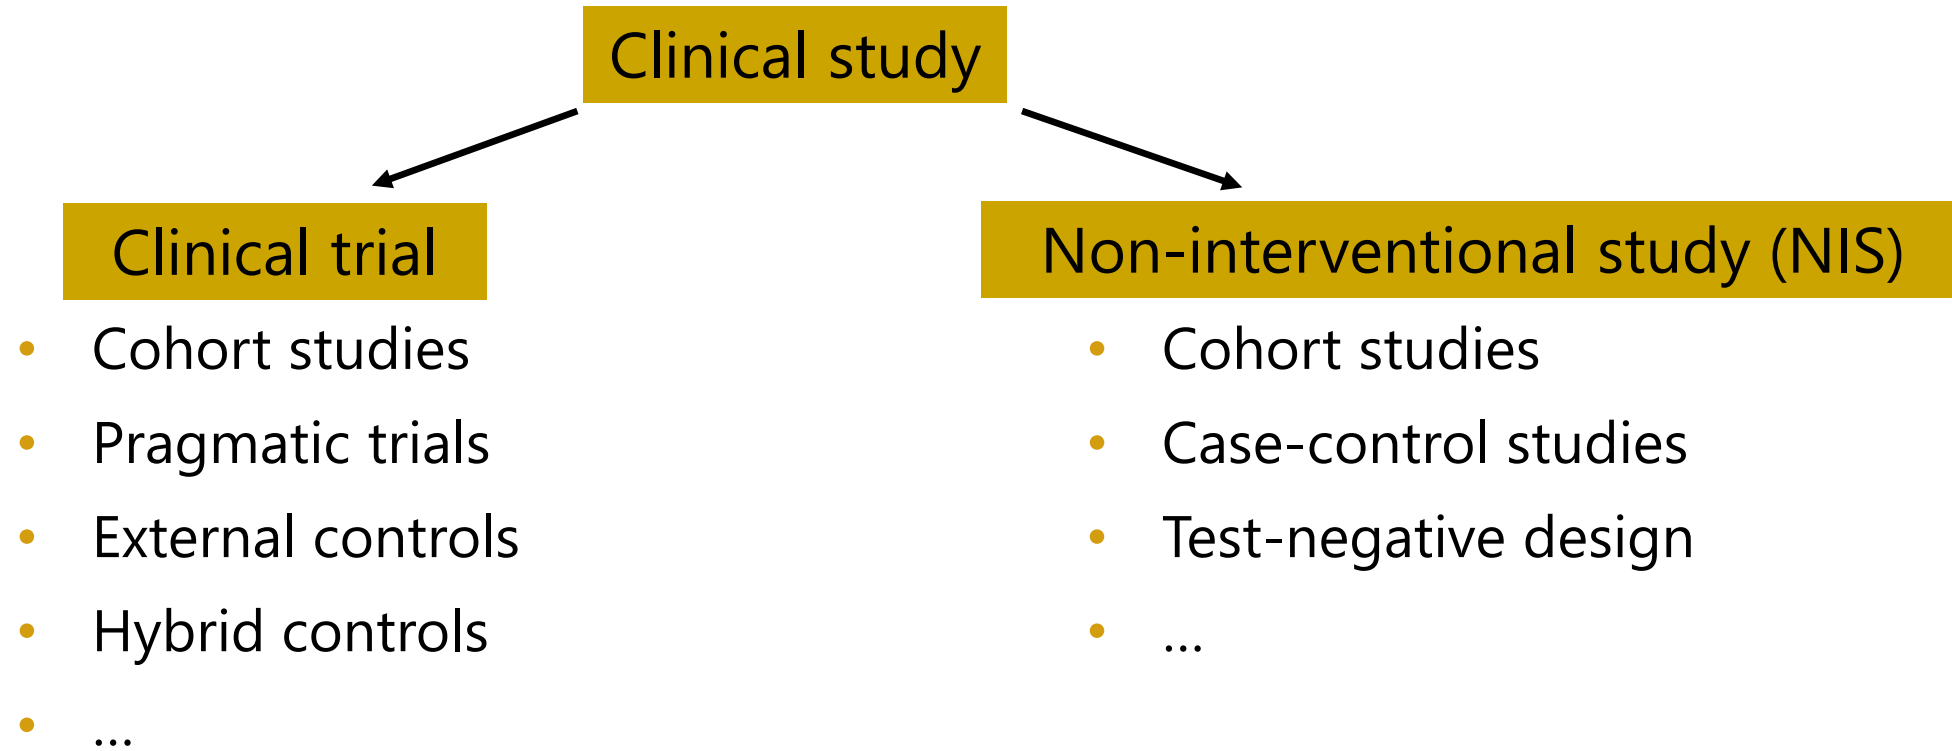 Clinical study
Clinical trial
• Cohort studies
• Pragmatic trials
• External controls
• Hybrid controls
• ...
Non-interventional study (NIS)
• Cohort studies
• Case-control studies
• Test-negative design
• ...